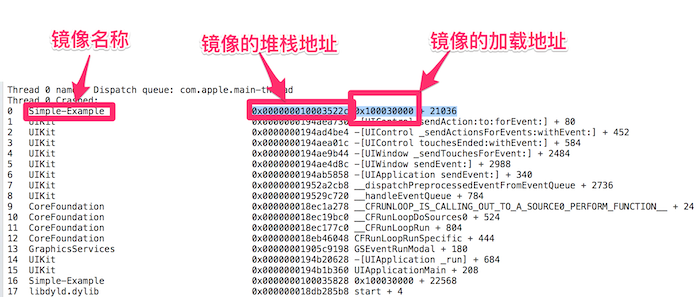 镜像名称
镜像的堆栈地址
镜像的加载地址
Thread 0 name: Dispatch queue: com.apple.main-thread
Thread 0 Crashed:
0 Simple-Example 0x000000010003522c 0x100030000 + 21036
1 UIKit -[UIControl sendAction:to:forEvent:] + 80
2 UIKit 0x0000000194ad4be4 -[UIControl _sendActionsForEvents:withEvent:] + 452
3 UIKit 0x0000000194aea01c -[UIControl touchesEnded:withEvent:] + 584
4 UIKit 0x0000000194ae9b44 -[UIWindow _sendTouchesForEvent:] + 2484
5 UIKit 0x0000000194ae4d8c -[UIWindow sendEvent:] + 2988
6 UIKit 0x0000000194ab5858 -[UIApplication sendEvent:] + 340
7 UIKit 0x00000001952a2cb8 __dispatchPreprocessedEventFromEventQueue + 2736
8 UIKit 0x000000019529c720 __handleEventQueue + 784
9 CoreFoundation 0x000000018ec1a278 __CFRUNLOOP_IS_CALLING_OUT_TO_A_SOURCE0_PERFORM_FUNCTION__ + 24
10 CoreFoundation 0x000000018ec19bc0 __CFRunLoopDoSources0 + 524
11 CoreFoundation 0x000000018ec177c0 __CFRunLoopRun + 804
12 CoreFoundation 0x000000018eb46048 CFRunLoopRunSpecific + 444
13 GraphicsServices 0x00000001905c9198 GSEventRunModal + 180
14 UIKit 0x0000000194b20628 -[UIApplication _run] + 684
15 UIKit 0x0000000194b1b360 UIApplicationMain + 208
16 Simple-Example 0x0000000100035828 0x100030000 + 22568
17 libdyld.dylib 0x000000018db285b8 start + 4